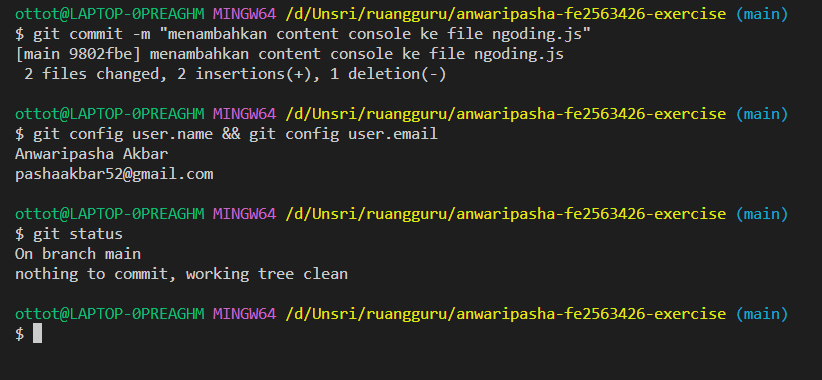 ottot@LAPTOP-0PREAGHM MINGW64 /d/Unsri/ruangguru/anwaripasha-fe2563426-exercise (main)
$ git commit -m "menambahkan content console ke file ngoding.js"
[main 9802fbe] menambahkan content console ke file ngoding.js
 2 files changed, 2 insertions(+), 1 deletion(-)
ottot@LAPTOP-0PREAGHM MINGW64 /d/Unsri/ruangguru/anwaripasha-fe2563426-exercise (main)
$ git config user.name && git config user.email
Anwaripasha Akbar
pashaakbar52@gmail.com
ottot@LAPTOP-0PREAGHM MINGW64 /d/Unsri/ruangguru/anwaripasha-fe2563426-exercise (main)
$ git status
On branch main
nothing to commit, working tree clean
ottot@LAPTOP-0PREAGHM MINGW64 /d/Unsri/ruangguru/anwaripasha-fe2563426-exercise (main)
$